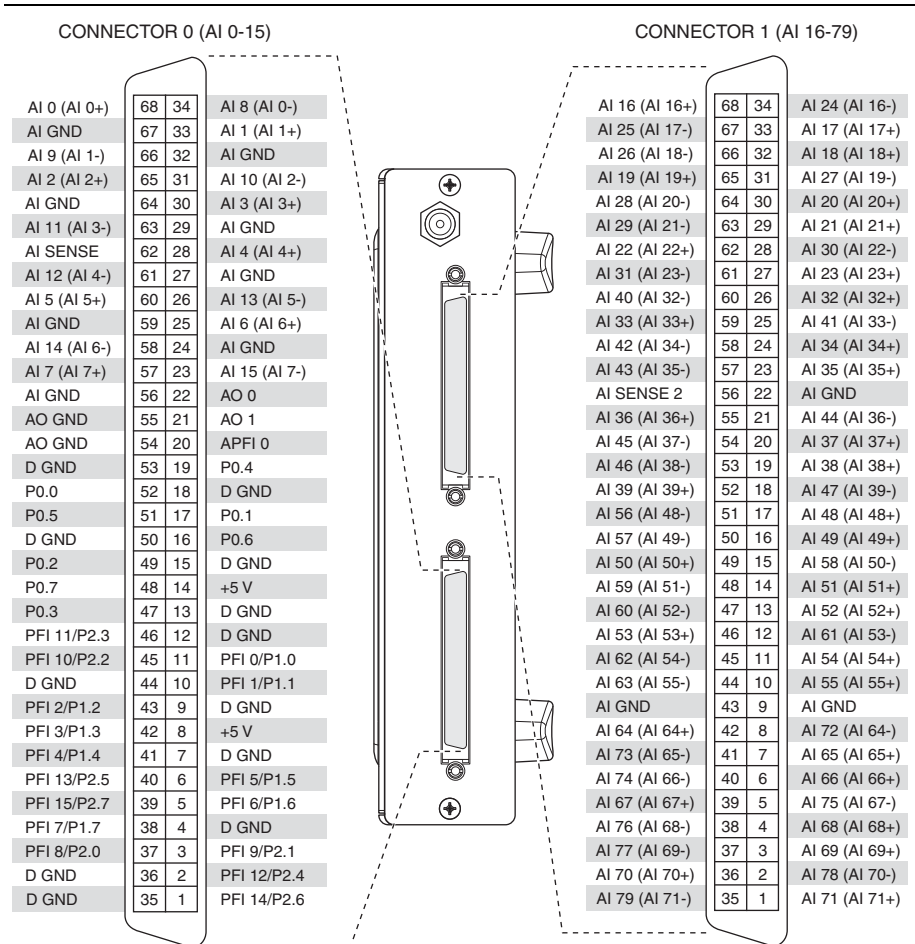 CONNECTOR 0 (AI 0-15)
AI 0 (AI 0+) 68 34 AI 8 (AI 0-)
AI GND 67 33 AI 1 (AI 1+)
AI 9 (AI 1-) 66 32 AI GND
AI 2 (AI 2+) 65 31 AI 10 (AI 2-)
AI GND 64 30 AI 3 (AI 3+)
AI 11 (AI 3-) 63 29 AI GND
AI SENSE 62 28 AI 4 (AI 4+)
AI 12 (AI 4-) 61 27 AI GND
AI 5 (AI 5+) 60 26 AI 13 (AI 5-)
AI GND 59 25 AI 6 (AI 6+)
AI 14 (AI 6-) 58 24 AI GND
AI 7 (AI 7+) 57 23 AI 15 (AI 7-)
AI GND 56 22 AO 0
AO GND 55 21 AO 1
AO GND 54 20 APFI 0
D GND 53 19 P0.4
P0.0 52 18 D GND
P0.5 51 17 P0.1
D GND 50 16 P0.6
P0.2 49 15 D GND
P0.7 48 14 +5 V
P0.3 47 13 D GND
PFI 11/P2.3 46 12 D GND
PFI 10/P2.2 45 11 PFI 0/P1.0
D GND 44 10 PFI 1/P1.1
PFI 2/P1.2 43 9 D GND
PFI 3/P1.3 42 8 +5 V
PFI 4/P1.4 41 7 D GND
PFI 13/P2.5 40 6 PFI 5/P1.5
PFI 15/P2.7 39 5 PFI 6/P1.6
PFI 7/P1.7 38 4 D GND
PFI 8/P2.0 37 3 PFI 9/P2.1
D GND 36 2 PFI 12/P2.4
D GND 35 1 PFI 14/P2.6
CONNECTOR 1 (AI 16-79)
AI 16 (AI 16+) 68 34 AI 24 (AI 16-)
AI 25 (AI 17-) 67 33 AI 17 (AI 17+)
AI 26 (AI 18-) 66 32 AI 18 (AI 18+)
AI 19 (AI 19+) 65 31 AI 27 (AI 19-)
AI 28 (AI 20-) 64 30 AI 20 (AI 20+)
AI 29 (AI 21-) 63 29 AI 21 (AI 21+)
AI 22 (AI 22+) 62 28 AI 30 (AI 22-)
AI 31 (AI 23-) 61 27 AI 23 (AI 23+)
AI 40 (AI 32-) 60 26 AI 32 (AI 32+)
AI 33 (AI 33+) 59 25 AI 41 (AI 33-)
AI 42 (AI 34-) 58 24 AI 34 (AI 34+)
AI 43 (AI 35-) 57 23 AI 35 (AI 35+)
AI SENSE 2 56 22 AI GND
AI 36 (AI 36+) 55 21 AI 44 (AI 36-)
AI 45 (AI 37-) 54 20 AI 37 (AI 37+)
AI 46 (AI 38-) 53 19 AI 38 (AI 38+)
AI 39 (AI 39+) 52 18 AI 47 (AI 39-)
AI 56 (AI 48-) 51 17 AI 48 (AI 48+)
AI 57 (AI 49-) 50 16 AI 49 (AI 49+)
AI 50 (AI 50+) 49 15 AI 58 (AI 50-)
AI 59 (AI 51-) 48 14 AI 51 (AI 51+)
AI 60 (AI 52-) 47 13 AI 52 (AI 52+)
AI 53 (AI 53+) 46 12 AI 61 (AI 53-)
AI 62 (AI 54-) 45 11 AI 54 (AI 54+)
AI 63 (AI 55-) 44 10 AI 55 (AI 55+)
AI GND 43 9 AI GND
AI 64 (AI 64+) 42 8 AI 72 (AI 64-)
AI 73 (AI 65-) 41 7 AI 65 (AI 65+)
AI 74 (AI 66-) 40 6 AI 66 (AI 66+)
AI 67 (AI 67+) 39 5 AI 75 (AI 67-)
AI 76 (AI 68-) 38 4 AI 68 (AI 68+)
AI 77 (AI 69-) 37 3 AI 69 (AI 69+)
AI 70 (AI 70+) 36 2 AI 78 (AI 70-)
AI 79 (AI 71-) 35 1 AI 71 (AI 71+)